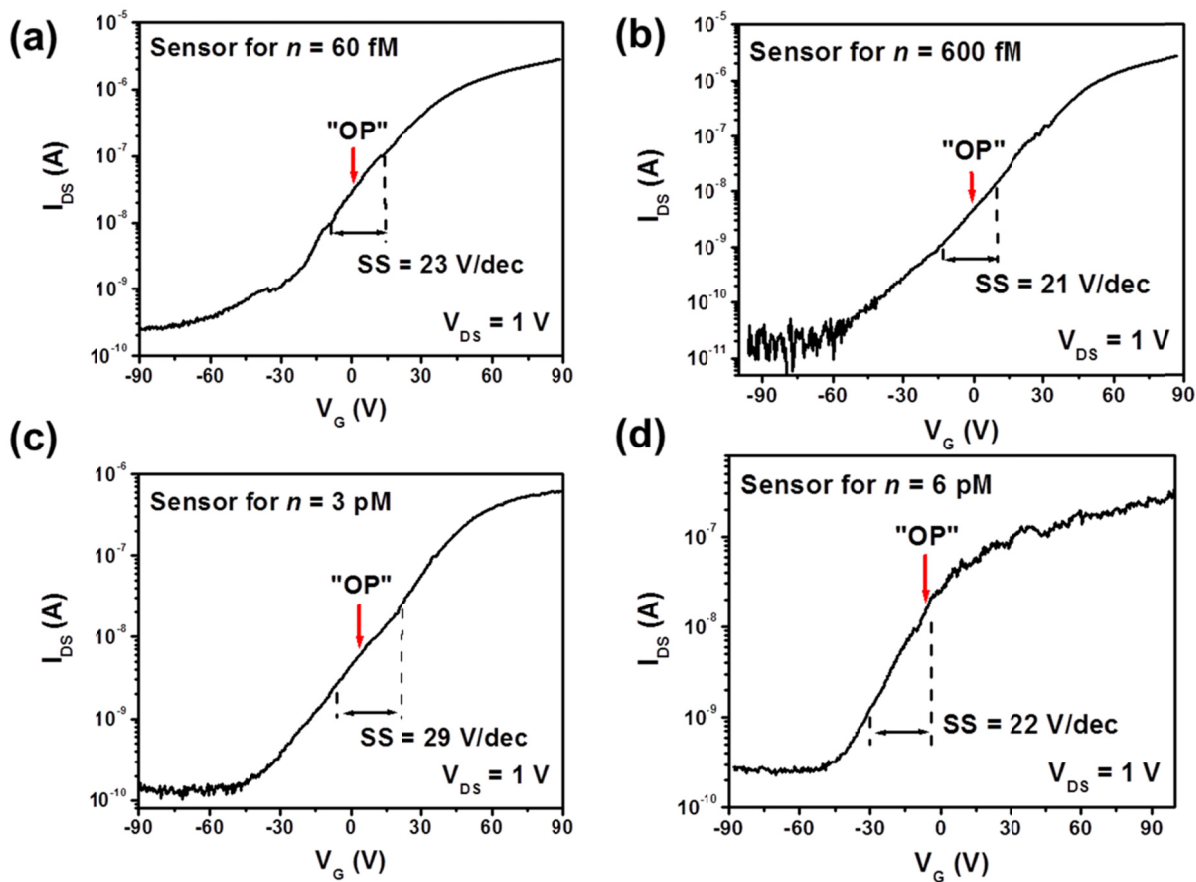 (a)
Sensor for n = 60 fM
"OP"
SS = 23 V/dec
V_DS = 1 V
I_DS (A)
10^-5
10^-6
10^-7
10^-8
10^-9
10^-10
-90 -60 -30 0 30 60 90
V_G (V)
(b)
Sensor for n = 600 fM
"OP"
SS = 21 V/dec
V_DS = 1 V
I_DS (A)
10^-5
10^-6
10^-7
10^-8
10^-9
10^-10
10^-11
-90 -60 -30 0 30 60 90
V_G (V)
(c)
Sensor for n = 3 pM
"OP"
SS = 29 V/dec
V_DS = 1 V
I_DS (A)
10^-6
10^-7
10^-8
10^-9
10^-10
-90 -60 -30 0 30 60 90
V_G (V)
(d)
Sensor for n = 6 pM
"OP"
SS = 22 V/dec
V_DS = 1 V
I_DS (A)
10^-7
10^-8
10^-9
10^-10
-90 -60 -30 0 30 60 90
V_G (V)